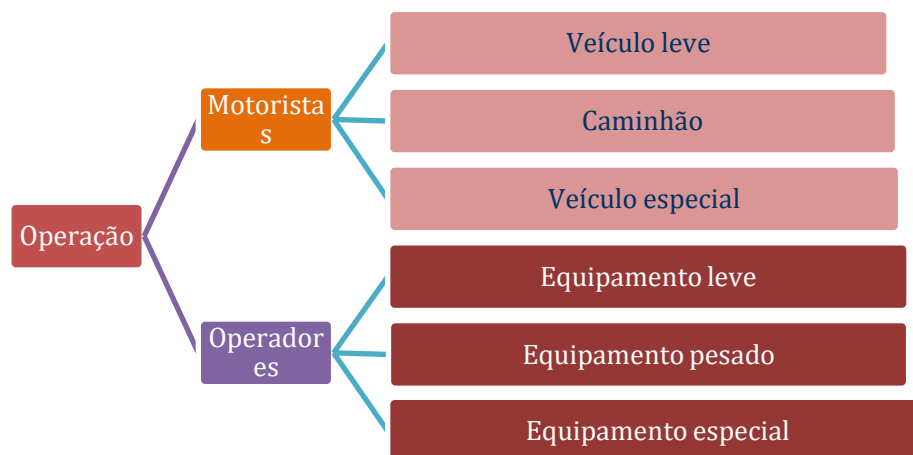 Veículo leve
Motorista
s
Caminhão
Veículo especial
Operação
Equipamento leve
Operador
es
Equipamento pesado
Equipamento especial